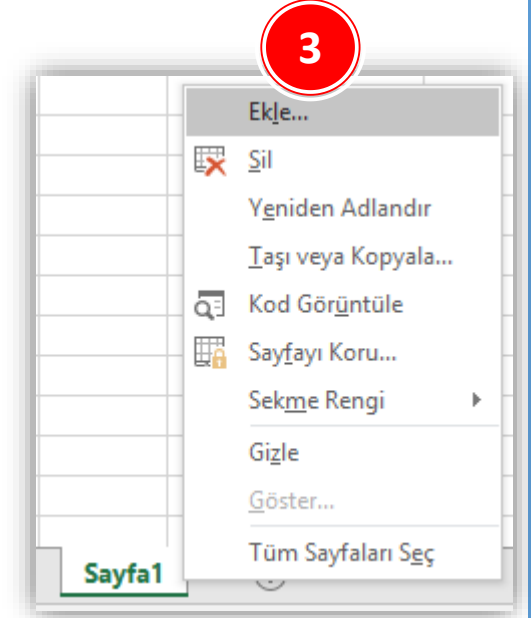 3
Ekle...
Sil
Yeniden Adlandır
Taşı veya Kopyala...
Kod Görüntüle
Sayfayı Koru...
Sekme Rengi
Gizle
Göster...
Tüm Sayfaları Seç
Sayfa1